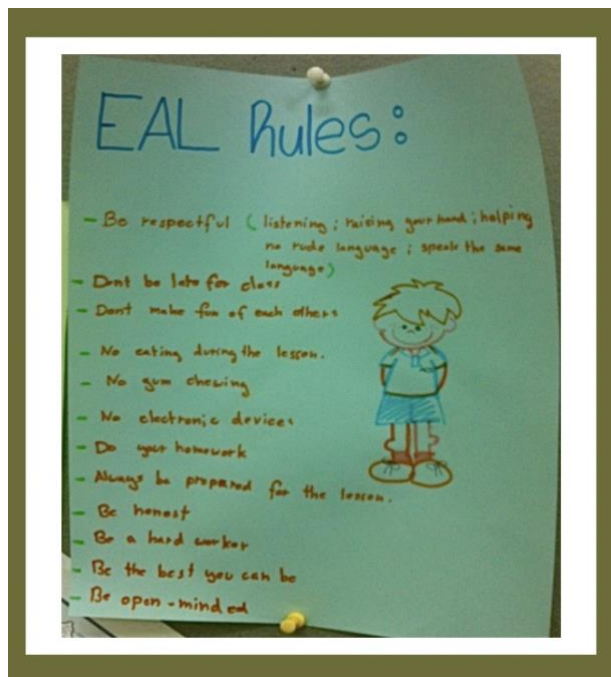 EAL Rules:
- Be respectful ( listening ; raising your hand ; helping
no rude language ; speak the same
language )
- Dont be late for class
- Dont make fun of each others
- No eating during the lesson.
- No gum chewing
- No electronic devices
- Do your homework
- Always be prepared for the lesson.
- Be honest
- Be a hard worker
- Be the best you can be
- Be open-minded